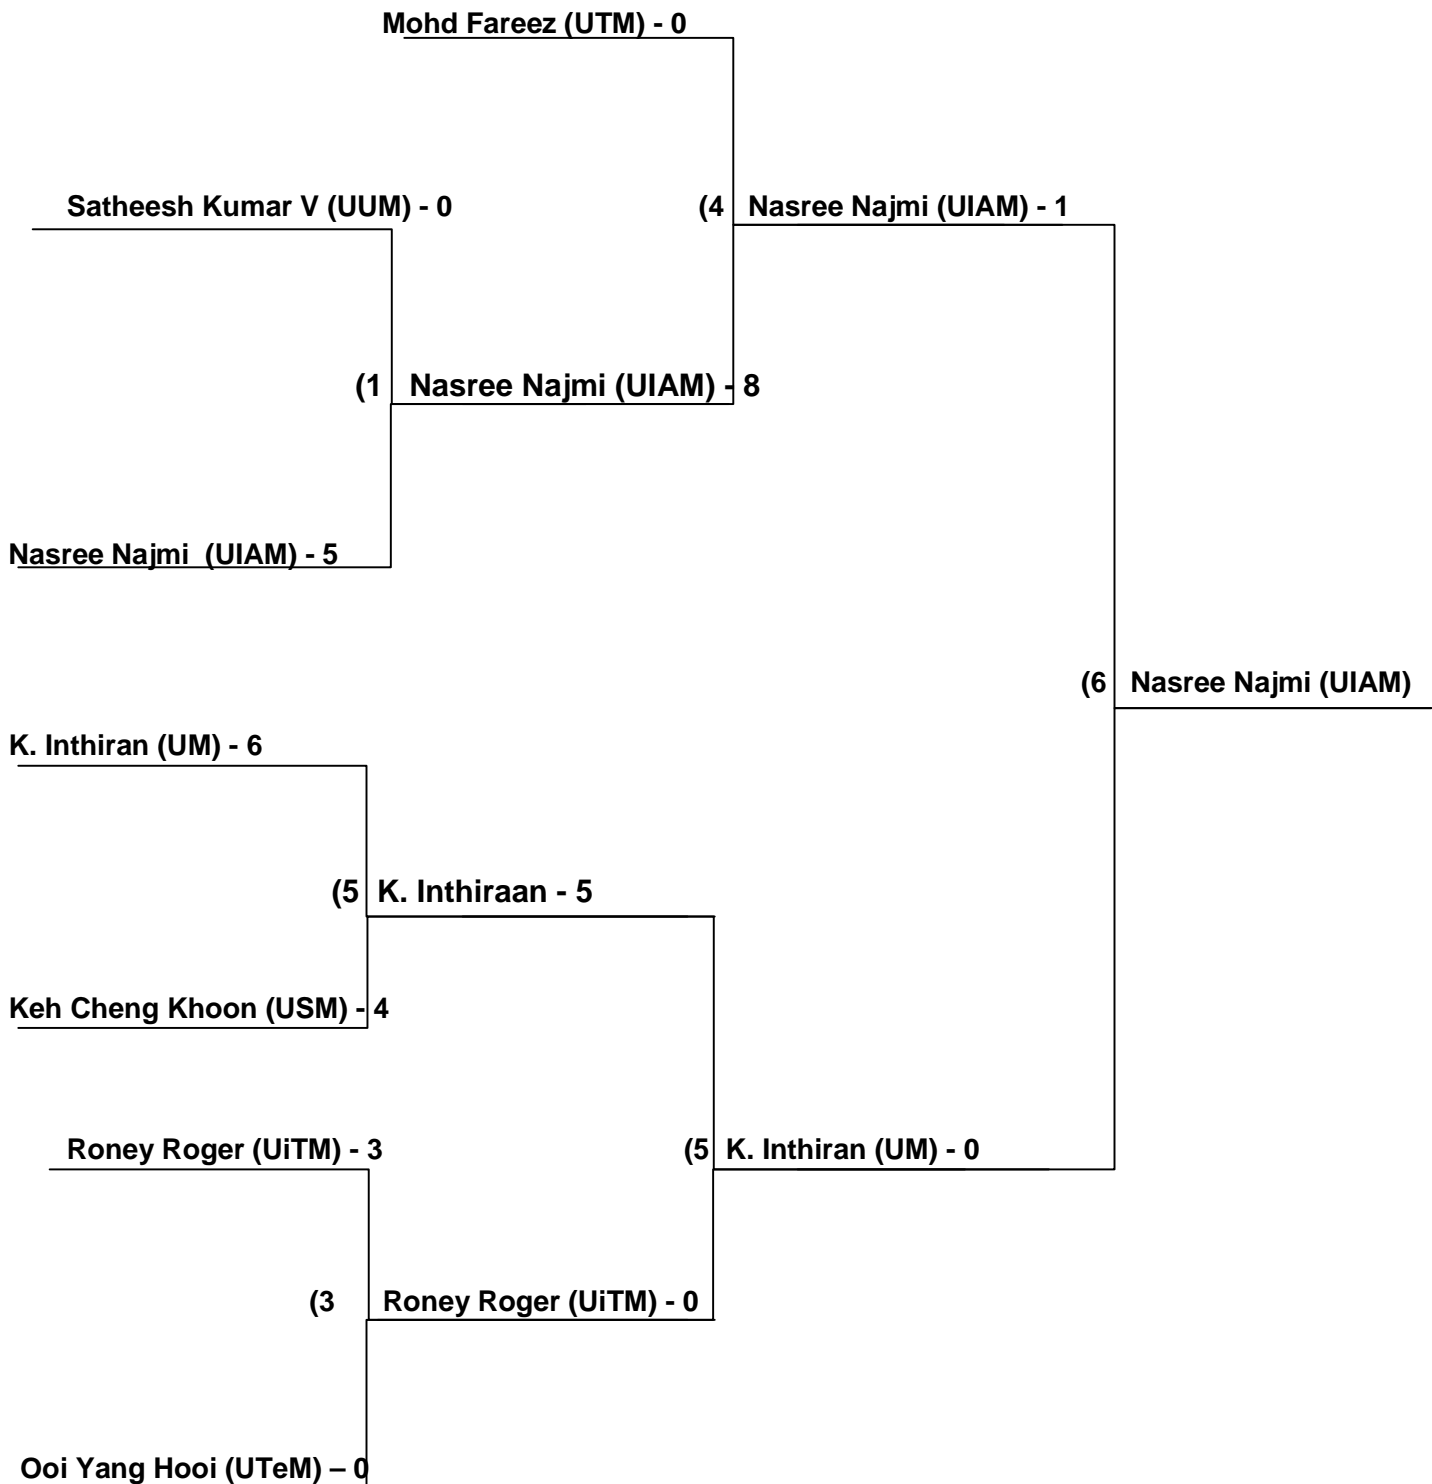 Mohd Fareez (UTM) - 0
Satheesh Kumar V (UUM) - 0
(4 Nasree Najmi (UIAM) - 1
(1 Nasree Najmi (UIAM) - 8
Nasree Najmi (UIAM) - 5
(6 Nasree Najmi (UIAM)
K. Inthiran (UM) - 6
(5 K. Inthiraan - 5
Keh Cheng Khoon (USM) - 4
Roney Roger (UiTM) - 3
(5 K. Inthiran (UM) - 0
(3 Roney Roger (UiTM) - 0
Ooi Yang Hooi (UTeM) – 0